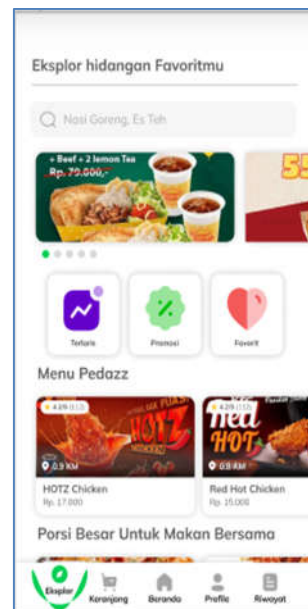 Eksplor hidangan Favoritmu
Nasi Goreng, Es Teh
+ Beef + 2 lemon Tea
Rp. 79.000,-
55
Terlaris
Promosi
Favorit
Menu Pedazz
HOTZ
0.9 KM
Red
HOT
0.9 KM
HOTZ Chicken
Rp. 17.000
Red Hot Chicken
Rp. 15.000
Porsi Besar Untuk Makan Bersama
Eksplor
Keranjang
Beranda
Profile
Riwayat